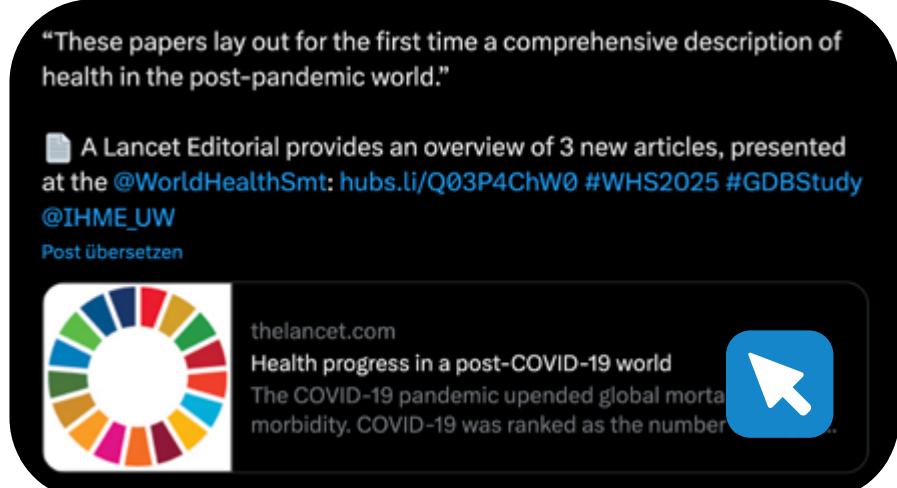 “These papers lay out for the first time a comprehensive description of
health in the post-pandemic world.”
A Lancet Editorial provides an overview of 3 new articles, presented
at the @WorldHealthSmt: hubs.li/Q03P4ChW0 #WHS2025 #GDBStudy
@IHME_UW
Post übersetzen
thelancet.com
Health progress in a post-COVID-19 world
The COVID-19 pandemic upended global morta
morbidity. COVID-19 was ranked as the number ...